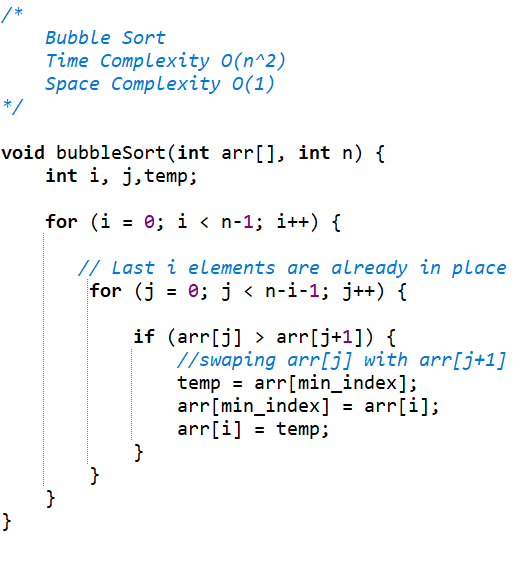 /*
    Bubble Sort
    Time Complexity O(n^2)
    Space Complexity O(1)
*/

void bubbleSort(int arr[], int n) {
    int i, j,temp;

    for (i = 0; i < n-1; i++) {

       // Last i elements are already in place
        for (j = 0; j < n-i-1; j++) {

            if (arr[j] > arr[j+1]) {
                //swaping arr[j] with arr[j+1]
                temp = arr[min_index];
                arr[min_index] = arr[i];
                arr[i] = temp;
            }
        }
    }
}